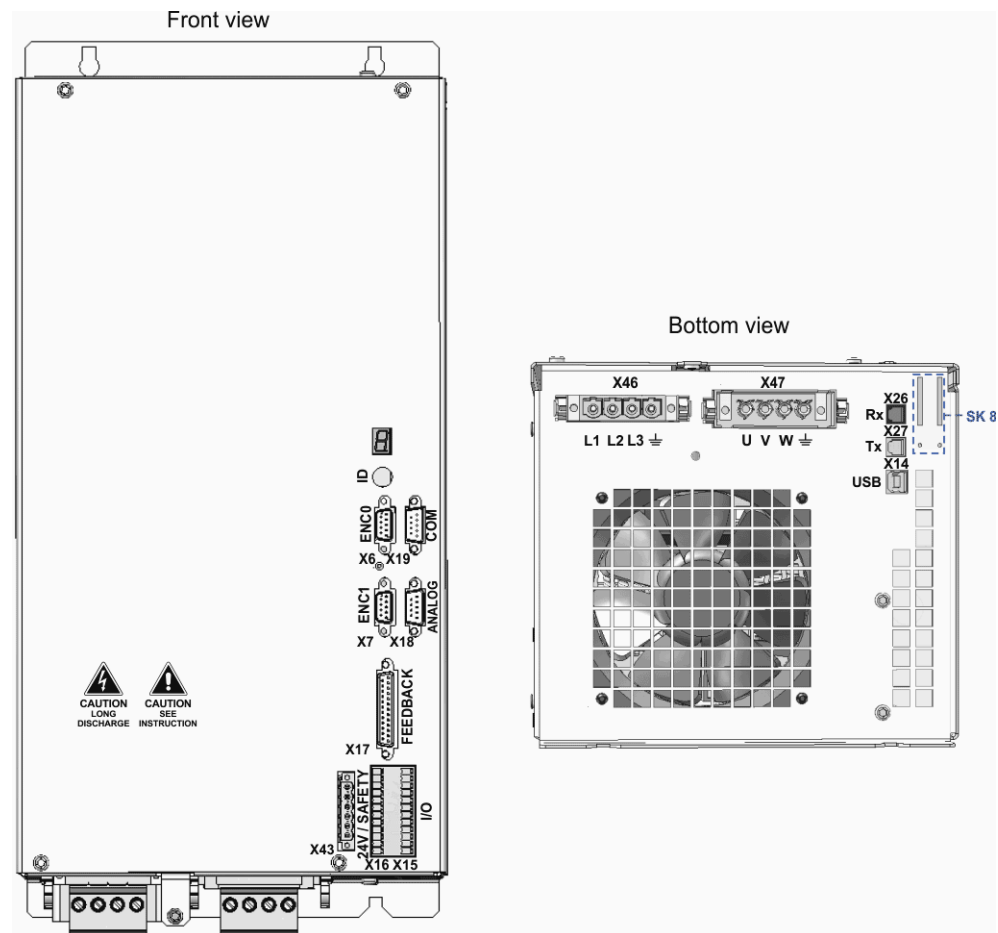 Front view
ID
ENC0
COM
X6
X19
ENC1
ANALOG
X7
X18
CAUTION
LONG
DISCHARGE
CAUTION
SEE
INSTRUCTION
FEEDBACK
X17
24V / SAFETY
I/O
X43
X16 X15
Bottom view
X46
X47
L1 L2 L3
U V W
X26
Rx
X27
Tx
X14
USB
SK 8